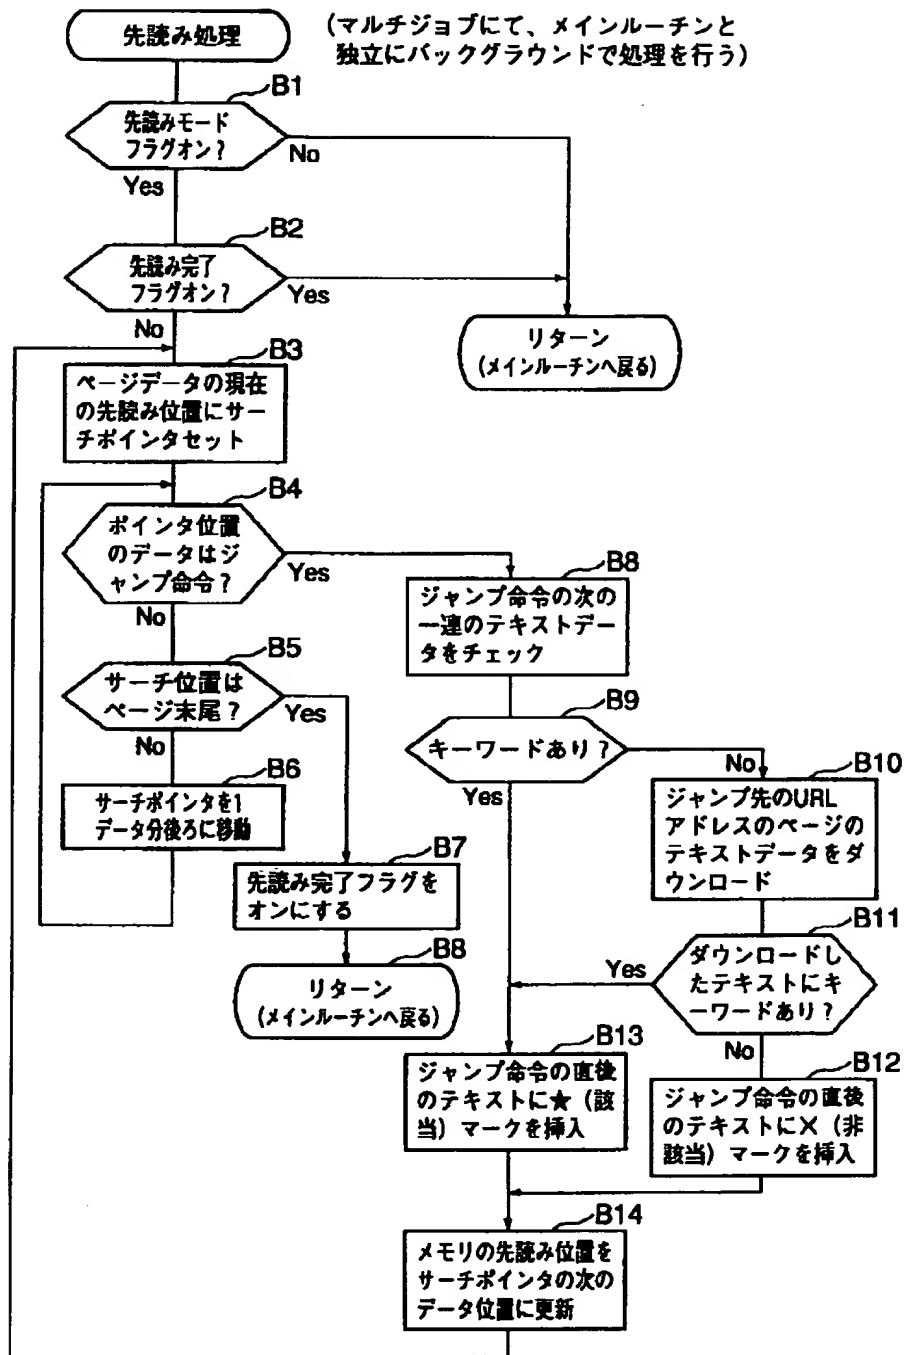 先読み処理
(マルチジョブにて、メインルーチンと
独立にバックグラウンドで処理を行う)
B1
先読みモード
フラグオン?
No
Yes
B2
先読み完了
フラグオン?
Yes
No
リターン
(メインルーチンへ戻る)
B3
ページデータの現在
の先読み位置にサー
チポインタセット
B4
ポインタ位置
のデータはジ
ャンプ命令?
Yes
No
B8
ジャンプ命令の次の
一連のテキストデー
タをチェック
B5
サーチ位置は
ページ末尾?
Yes
No
B9
キーワードあり?
No
Yes
B6
サーチポインタを1
データ分後ろに移動
B10
ジャンプ先のURL
アドレスのページの
テキストデータをダ
ウンロード
B7
先読み完了フラグを
オンにする
B8
リターン
(メインルーチンへ戻る)
B11
ダウンロードし
たテキストにキ
ーワードあり?
Yes
No
B13
ジャンプ命令の直後
のテキストに★(該
当)マークを挿入
B12
ジャンプ命令の直後
のテキストに×(非
該当)マークを挿入
B14
メモリの先読み位置を
サーチポインタの次の
データ位置に更新